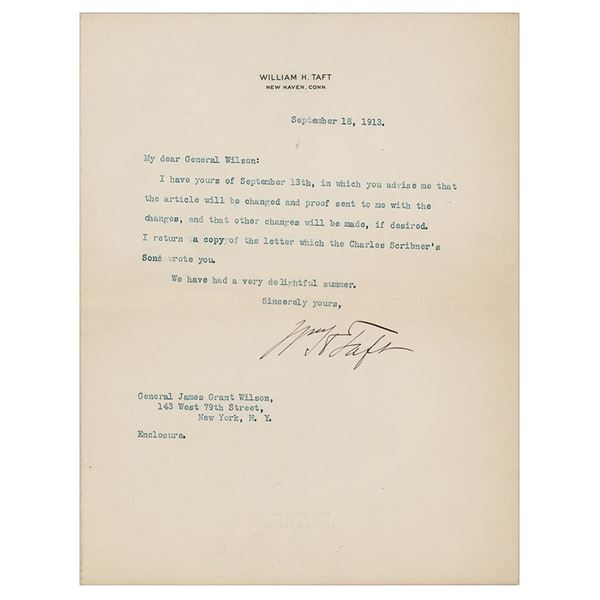 WILLIAM H. TAFT
NEW HAVEN, CONN.
September 18, 1913.
My dear General Wilson:
I have yours of September 13th, in which you advise me that
the article will be changed and proof sent to me with the
changes, and that other changes will be made, if desired.
I return a copy of the letter which the Charles Scribner's
Sons wrote you.
We have had a very delightful summer.
Sincerely yours,
Wm H Taft
General James Grant Wilson,
143 West 79th Street,
New York, N. Y.
Enclosure.